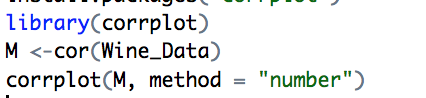 library(corrplot)
M <-cor(Wine_Data)
corrplot(M, method = "number")